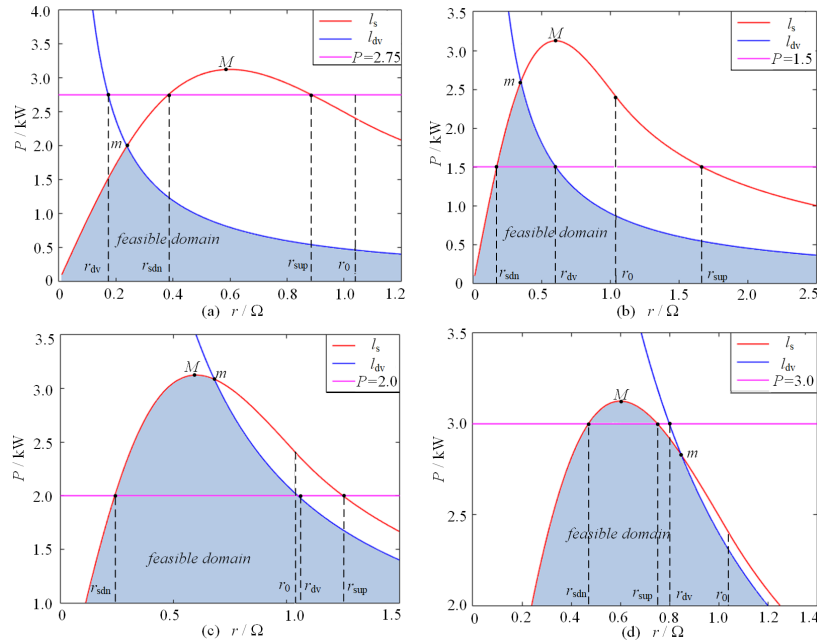 4.0
3.5
3.0
2.5
2.0
1.5
1.0
0.5
P / kW
M
m
l_s
l_dv
P=2.75
feasible domain
r_dv
r_sdn
r_sup
r_0
0 0.2 0.4 0.6 0.8 1.0 1.2
(a) r / Ω
3.5
3.0
2.5
2.0
1.5
1.0
0.5
0
P / kW
M
m
l_s
l_dv
P=1.5
feasible domain
r_sdn
r_dv
r_0
r_sup
0 0.5 1.0 1.5 2.0 2.5
(b) r / Ω
3.5
3.0
2.5
2.0
1.5
1.0
P / kW
M
m
l_s
l_dv
P=2.0
feasible domain
r_sdn
r_0
r_dv
r_sup
0 0.5 1.0 1.5
(c) r / Ω
3.5
3.0
2.5
2.0
P / kW
M
m
l_s
l_dv
P=3.0
feasible domain
r_sdn
r_sup
r_dv
r_0
0 0.2 0.4 0.6 0.8 1.0 1.2 1.4
(d) r / Ω